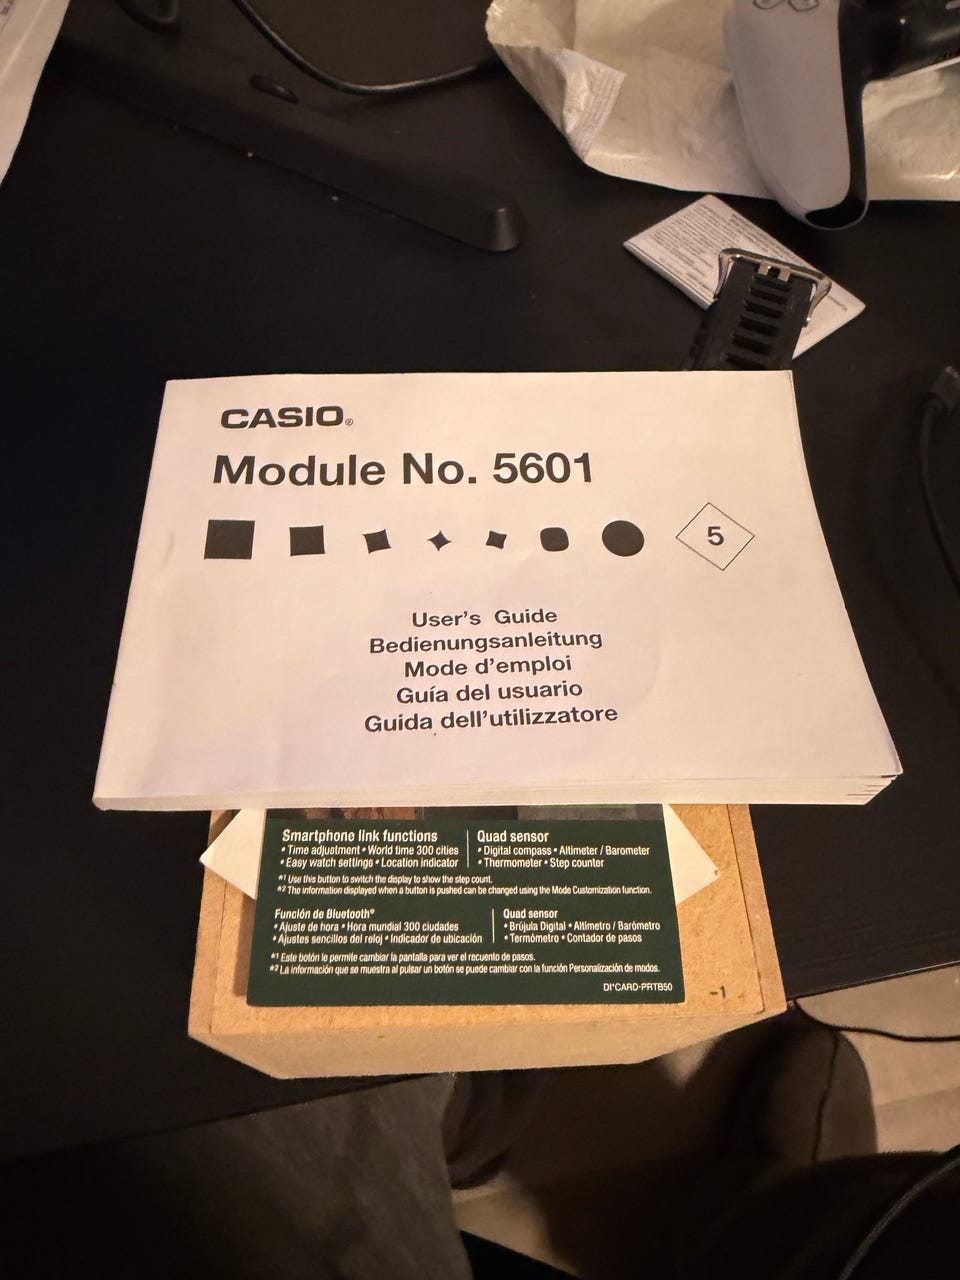 CASIO®
Module No. 5601
5
User's Guide
Bedienungsanleitung
Mode d'emploi
Guía del usuario
Guida dell'utilizzatore
Smartphone link functions
• Time adjustment • World time 300 cities
• Easy watch settings • Location indicator
Quad sensor
• Digital compass • Altimeter / Barometer
• Thermometer • Step counter
*1 Use this button to switch the display to show the step count.
*2 The information displayed when a button is pushed can be changed using the Mode Customization function.
Función de Bluetooth®
• Ajuste de hora • Hora mundial 300 ciudades
• Ajustes sencillos del reloj • Indicador de ubicación
Quad sensor
• Brújula Digital • Altímetro / Barómetro
• Termómetro • Contador de pasos
*1 Este botón le permite cambiar la pantalla para ver el recuento de pasos.
*2 La información que se muestra al pulsar un botón se puede cambiar con la función Personalización de modos.
DI*CARD-PRTB50
-1